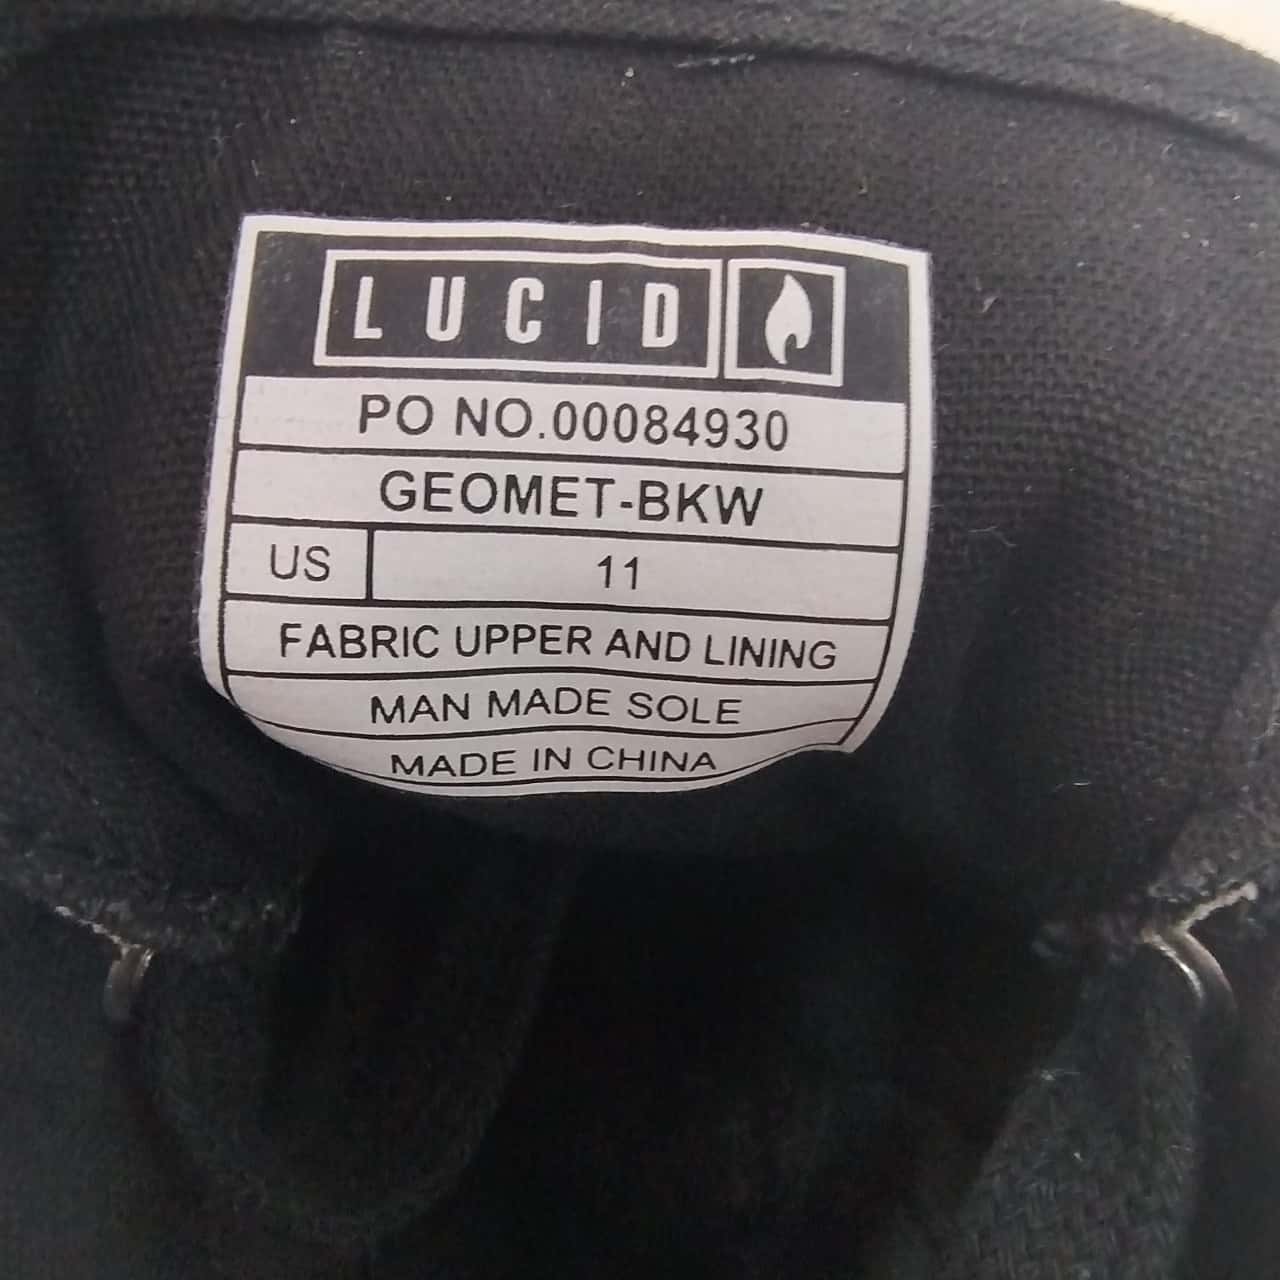 LUCID
PO NO.00084930
GEOMET-BKW
US 11
FABRIC UPPER AND LINING
MAN MADE SOLE
MADE IN CHINA